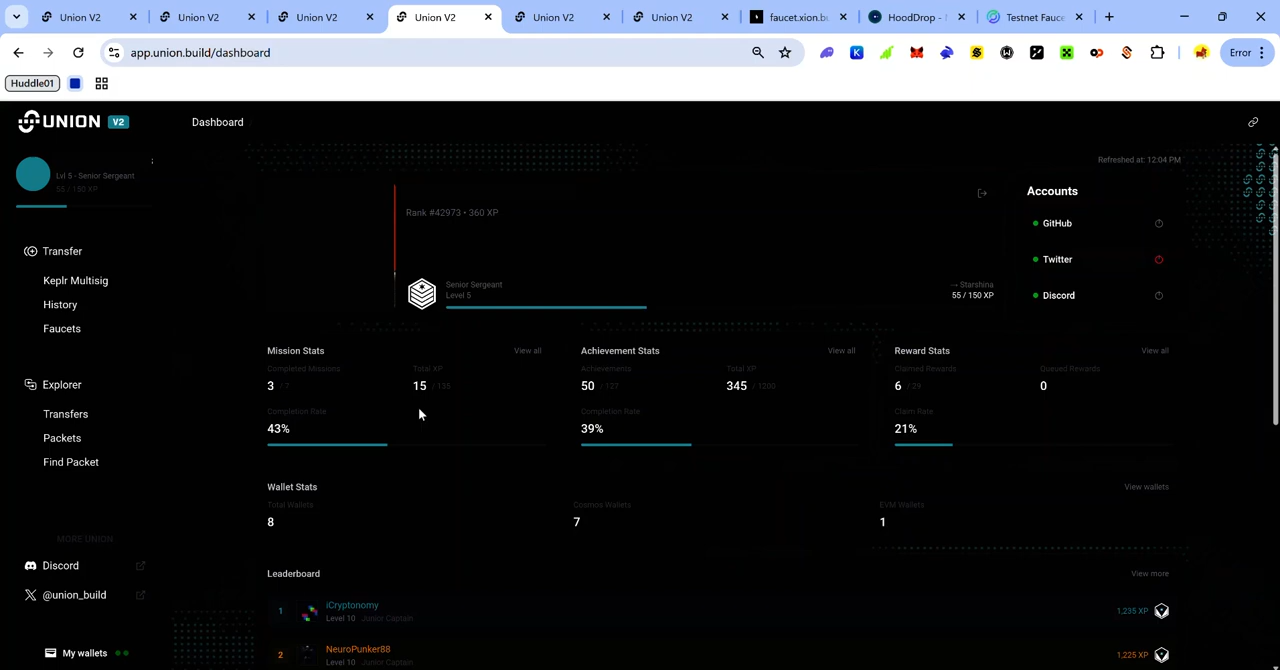 Union V2
Union V2
Union V2
Union V2
Union V2
Union V2
faucet.xion.bu
HoodDrop -
Testnet Fauce
app.union.build/dashboard
Error
Huddle01
UNION V2
Dashboard
Refreshed at: 12:04 PM
Lvl 5 - Senior Sergeant
55 / 150 XP
Rank #42973 • 360 XP
Senior Sergeant
Level 5
→ Starshina
55 / 150 XP
Accounts
GitHub
Twitter
Discord
Transfer
Keplr Multisig
History
Faucets
Explorer
Transfers
Packets
Find Packet
MORE UNION
Discord
@union_build
My wallets
Mission Stats
View all
Completed Missions
Total XP
3 / 7
15 / 135
Completion Rate
43%
Achievement Stats
View all
Achievements
Total XP
50 / 127
345 / 1200
Completion Rate
39%
Reward Stats
View all
Claimed Rewards
Queued Rewards
6 / 29
0
Claim Rate
21%
Wallet Stats
View wallets
Total Wallets
Cosmos Wallets
EVM Wallets
8
7
1
Leaderboard
View more
1
iCryptonomy
Level 10 Junior Captain
1,235 XP
2
NeuroPunker88
Level 10 Junior Captain
1,225 XP